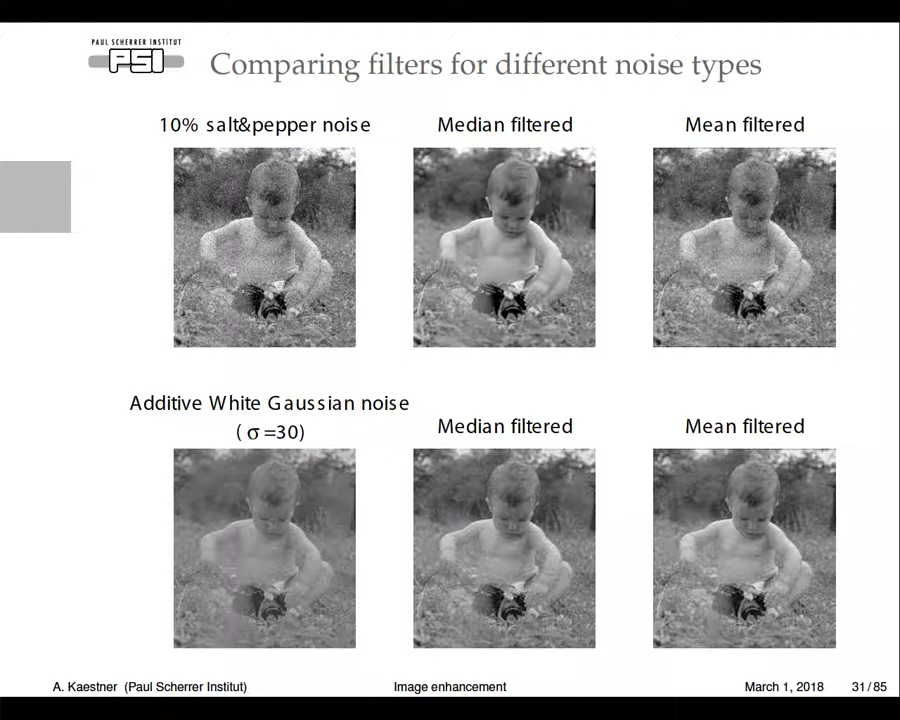 PAUL SCHERRER INSTITUT
PSI
Comparing filters for different noise types
10% salt&pepper noise
Median filtered
Mean filtered
Additive White Gaussian noise
( σ =30)
Median filtered
Mean filtered
A. Kaestner (Paul Scherrer Institut)
Image enhancement
March 1, 2018
31 / 85